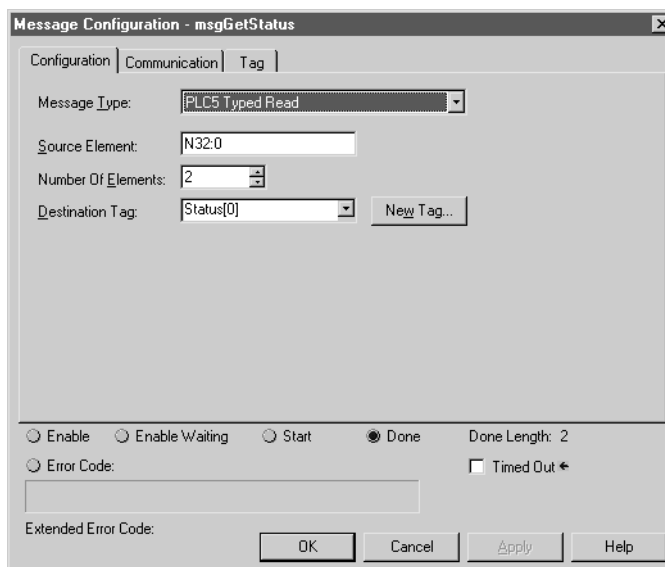 Message Configuration - msgGetStatus
Configuration Communication Tag
Message Type: PLC5 Typed Read
Source Element: N32:0
Number Of Elements: 2
Destination Tag: Status[0] New Tag...
Enable Enable Waiting Start Done Done Length: 2
Error Code: Timed Out
Extended Error Code:
OK Cancel Apply Help